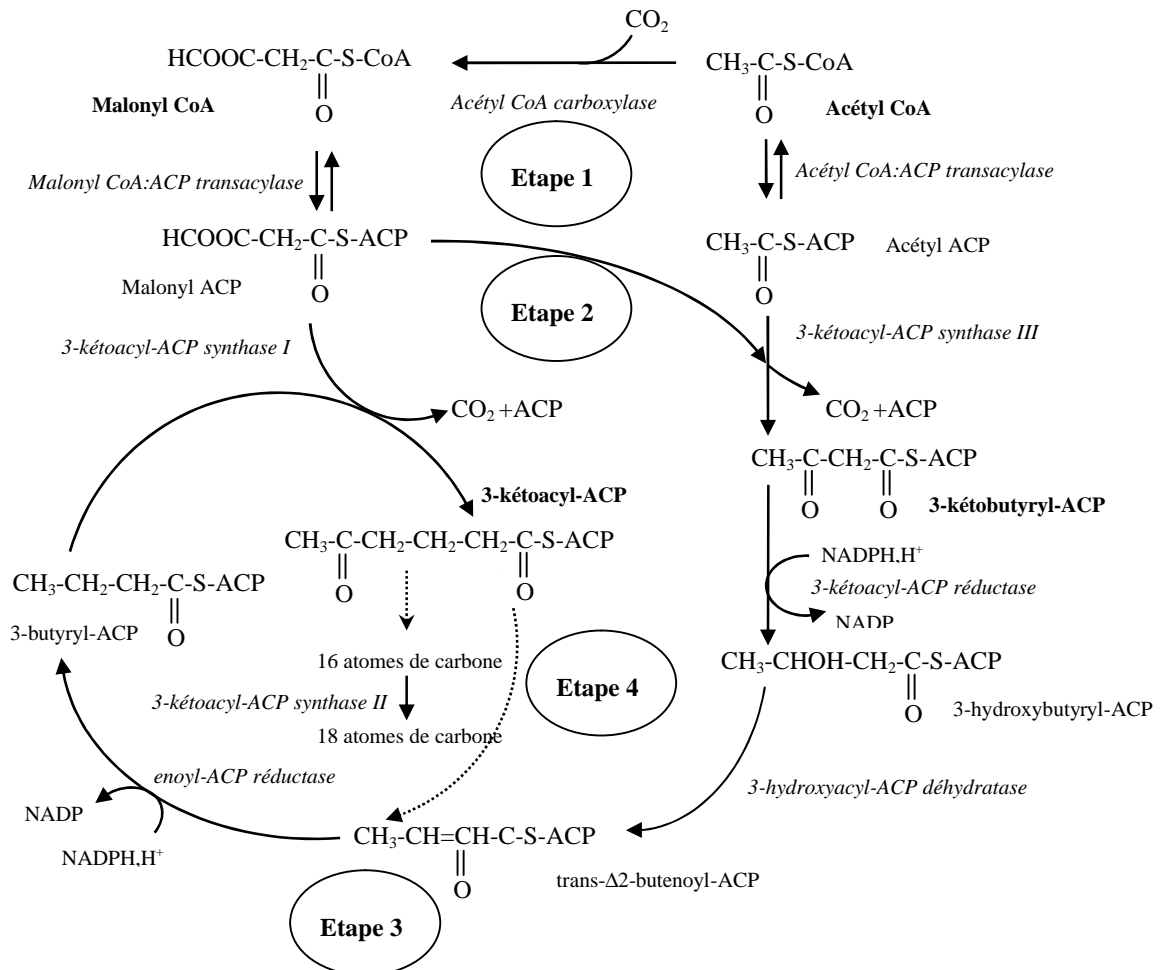 CO2
HCOOC-CH2-C-S-CoA
CH3-C-S-CoA
O
O
Malonyl CoA
Acétyl CoA carboxylase
Acétyl CoA
Etape 1
Malonyl CoA:ACP transacylase
Acétyl CoA:ACP transacylase
HCOOC-CH2-C-S-ACP
CH3-C-S-ACP
Acétyl ACP
Malonyl ACP
O
O
Etape 2
3-kétoacyl-ACP synthase I
3-kétoacyl-ACP synthase III
CO2+ACP
CO2+ACP
CH3-C-CH2-C-S-ACP
O
O
3-kétoacyl-ACP
3-kétobutyryl-ACP
CH3-C-CH2-CH2-CH2-C-S-ACP
O
O
NADPH,H+
3-kétoacyl-ACP réductase
NADP
CH3-CH2-CH2-C-S-ACP
O
3-butyryl-ACP
16 atomes de carbone
3-kétoacyl-ACP synthase II
18 atomes de carbone
Etape 4
CH3-CHOH-CH2-C-S-ACP
O
3-hydroxybutyryl-ACP
enoyl-ACP réductase
3-hydroxyacyl-ACP déhydratase
NADP
NADPH,H+
CH3-CH=CH-C-S-ACP
O
trans-Δ2-butenoyl-ACP
Etape 3